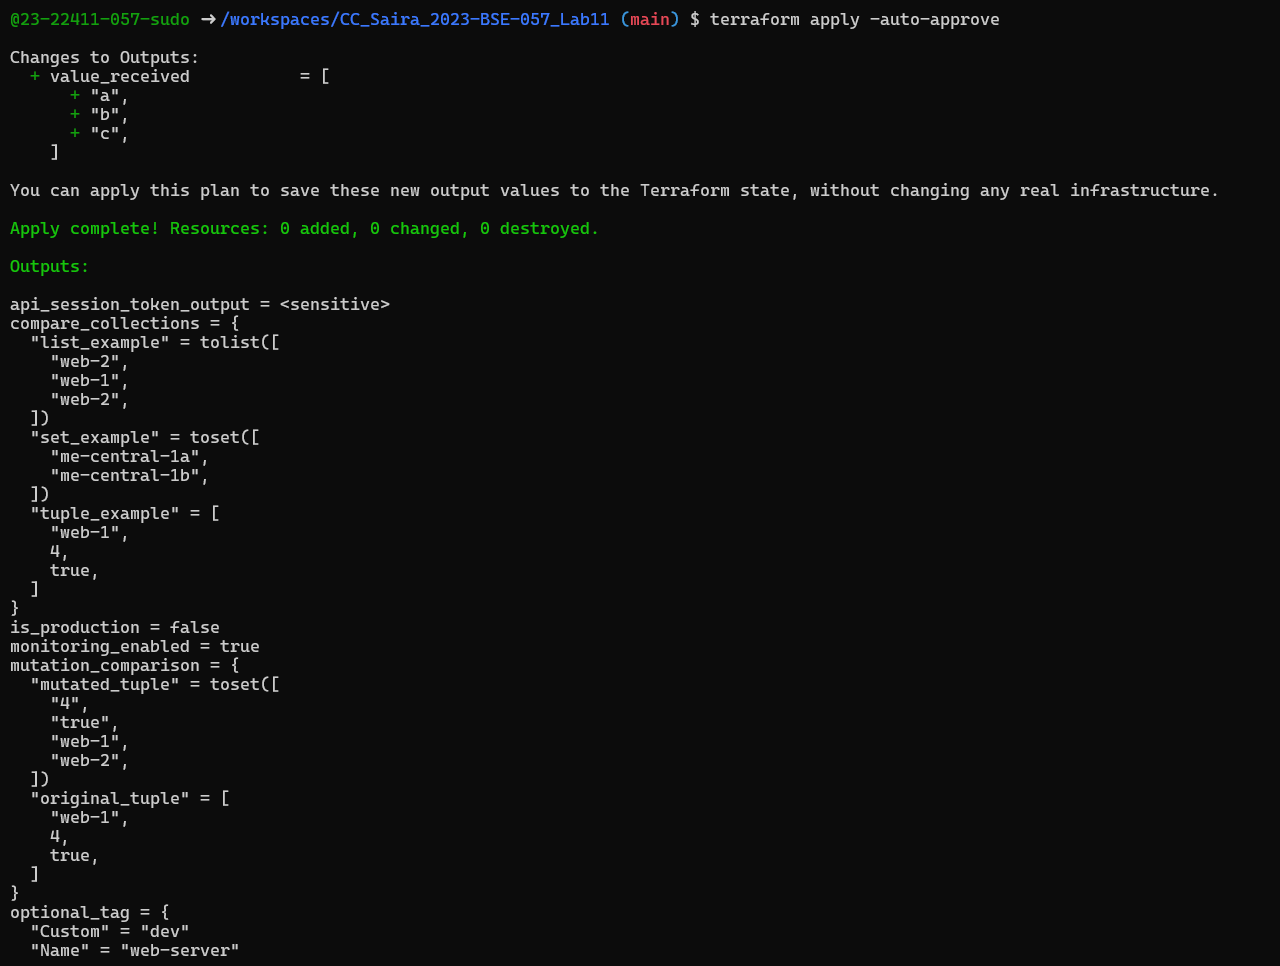 @23-22411-057-sudo ➜ /workspaces/CC_Saira_2023-BSE-057_Lab11 (main) $ terraform apply -auto-approve

Changes to Outputs:
  + value_received           = [
      + "a",
      + "b",
      + "c",
    ]

You can apply this plan to save these new output values to the Terraform state, without changing any real infrastructure.

Apply complete! Resources: 0 added, 0 changed, 0 destroyed.

Outputs:

api_session_token_output = <sensitive>
compare_collections = {
  "list_example" = tolist([
    "web-2",
    "web-1",
    "web-2",
  ])
  "set_example" = toset([
    "me-central-1a",
    "me-central-1b",
  ])
  "tuple_example" = [
    "web-1",
    4,
    true,
  ]
}
is_production = false
monitoring_enabled = true
mutation_comparison = {
  "mutated_tuple" = toset([
    "4",
    "true",
    "web-1",
    "web-2",
  ])
  "original_tuple" = [
    "web-1",
    4,
    true,
  ]
}
optional_tag = {
  "Custom" = "dev"
  "Name" = "web-server"